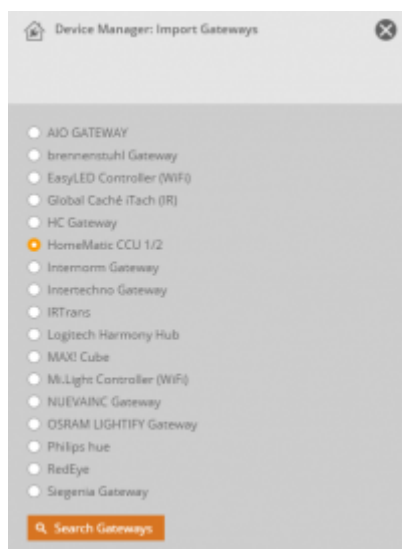 Device Manager: Import Gateways
AIO GATEWAY
brennenstuhl Gateway
EasyLED Controller (WiFi)
Global Caché iTach (IR)
HC Gateway
HomeMatic CCU 1/2
Internorm Gateway
Intertechno Gateway
IRTrans
Logitech Harmony Hub
MAX! Cube
Mi.Light Controller (WiFi)
NUEVAINC Gateway
OSRAM LIGHTIFY Gateway
Philips hue
RedEye
Siegenia Gateway
Search Gateways